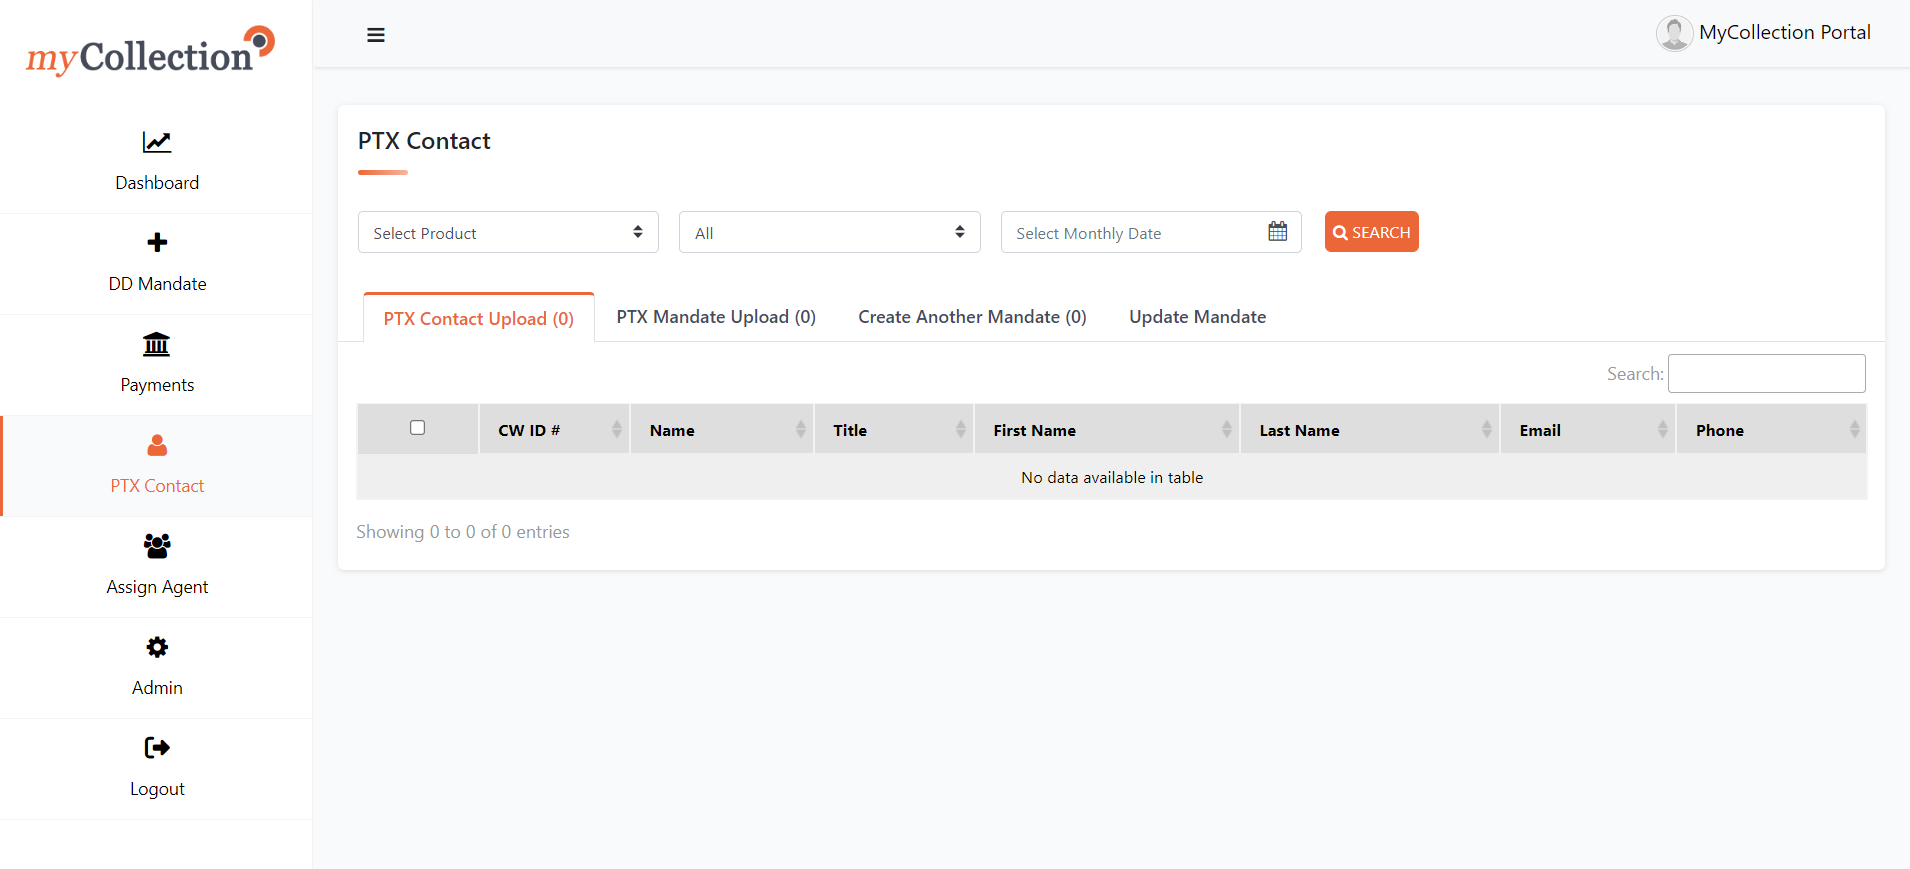 myCollection
MyCollection Portal
Dashboard
DD Mandate
Payments
PTX Contact
Assign Agent
Admin
Logout
PTX Contact
Select Product
All
Select Monthly Date
SEARCH
PTX Contact Upload (0)
PTX Mandate Upload (0)
Create Another Mandate (0)
Update Mandate
Search:
CW ID # Name Title First Name Last Name Email Phone
No data available in table
Showing 0 to 0 of 0 entries